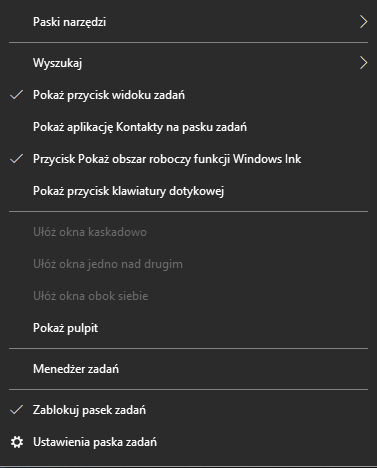 Paski narzędzi
Wyszukaj
Pokaż przycisk widoku zadań
Pokaż aplikację Kontakty na pasku zadań
Przycisk Pokaż obszar roboczy funkcji Windows Ink
Pokaż przycisk klawiatury dotykowej
Ułóż okna kaskadowo
Ułóż okna jedno nad drugim
Ułóż okna obok siebie
Pokaż pulpit
Menedżer zadań
Zablokuj pasek zadań
Ustawienia paska zadań